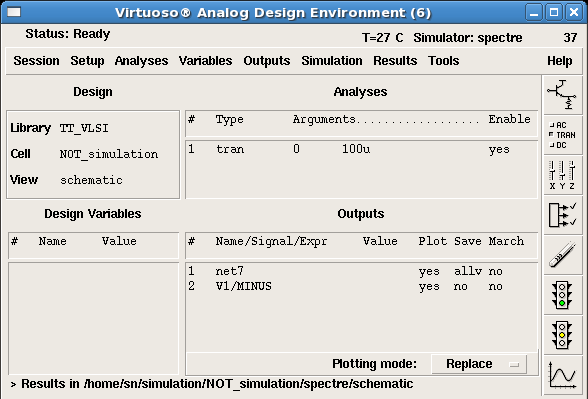 Virtuoso® Analog Design Environment (6)
Status: Ready T=27 C Simulator: spectre 37
Session Setup Analyses Variables Outputs Simulation Results Tools Help
Design
Library TT_VLSI
Cell NOT_simulation
View schematic
Analyses
# Type Arguments................... Enable
1 tran 0 100u yes
AC
TRAN
DC
X Y Z
Design Variables
# Name Value
Outputs
# Name/Signal/Expr Value Plot Save March
1 net7 yes allv no
2 V1/MINUS yes no no
Plotting mode: Replace
> Results in /home/sn/simulation/NOT_simulation/spectre/schematic